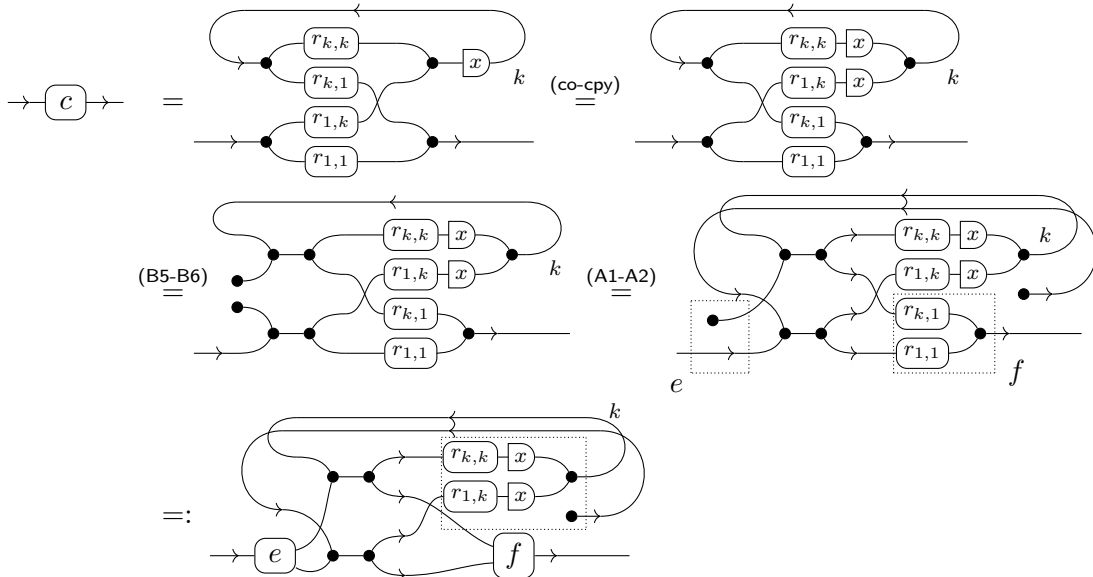 c = r_{k,k} r_{k,1} r_{1,k} r_{1,1} x k (co-cpy) = r_{k,k} x r_{1,k} x r_{k,1} r_{1,1} k
(B5-B6) = r_{k,k} x r_{1,k} x r_{k,1} r_{1,1} k (A1-A2) = e r_{k,k} x r_{1,k} x r_{k,1} r_{1,1} k f
=: e r_{k,k} x r_{1,k} x k f